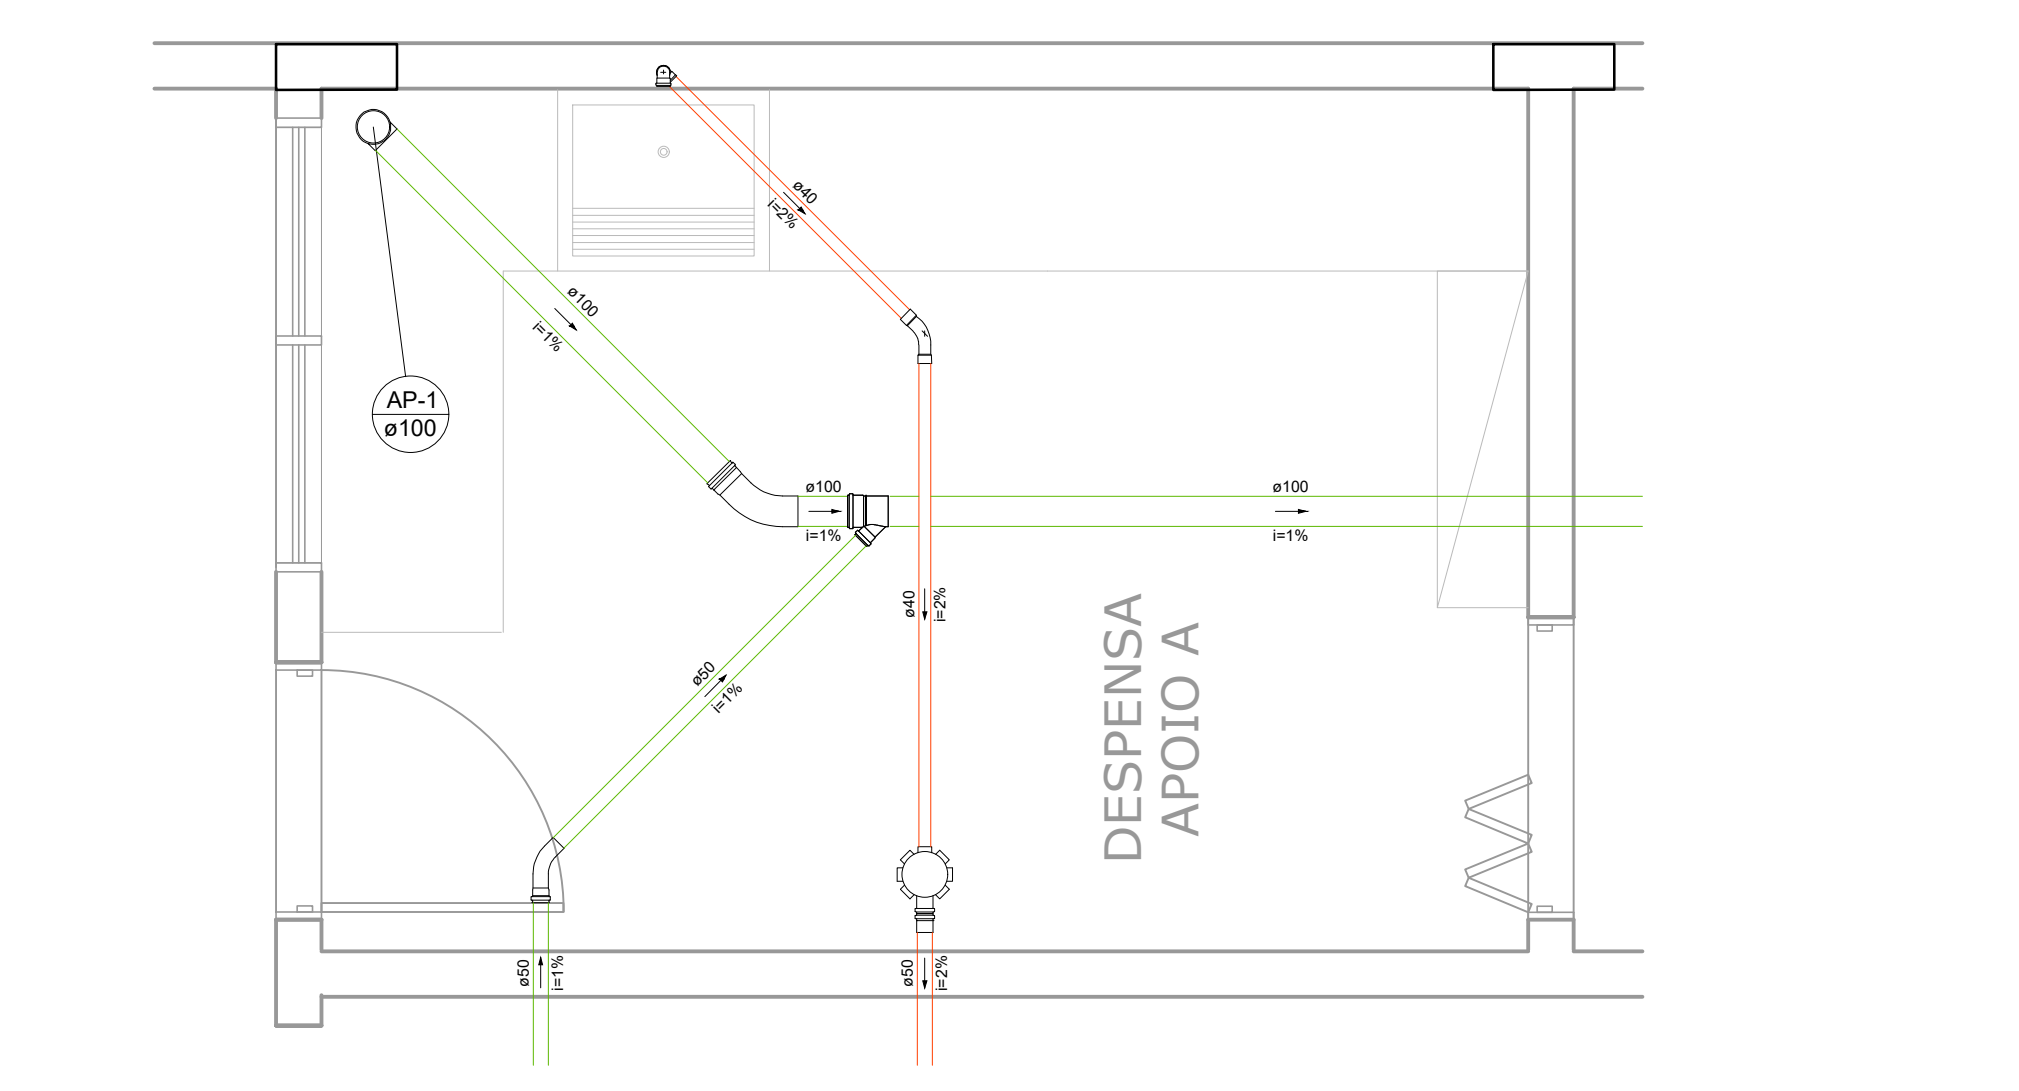 ø40
i=2%
ø100
i=1%
AP-1
ø100
ø100
i=1%
ø100
i=1%
ø40
i=2%
DESPENSA
APOIO A
ø50
i=1%
ø50
i=1%
ø50
i=2%